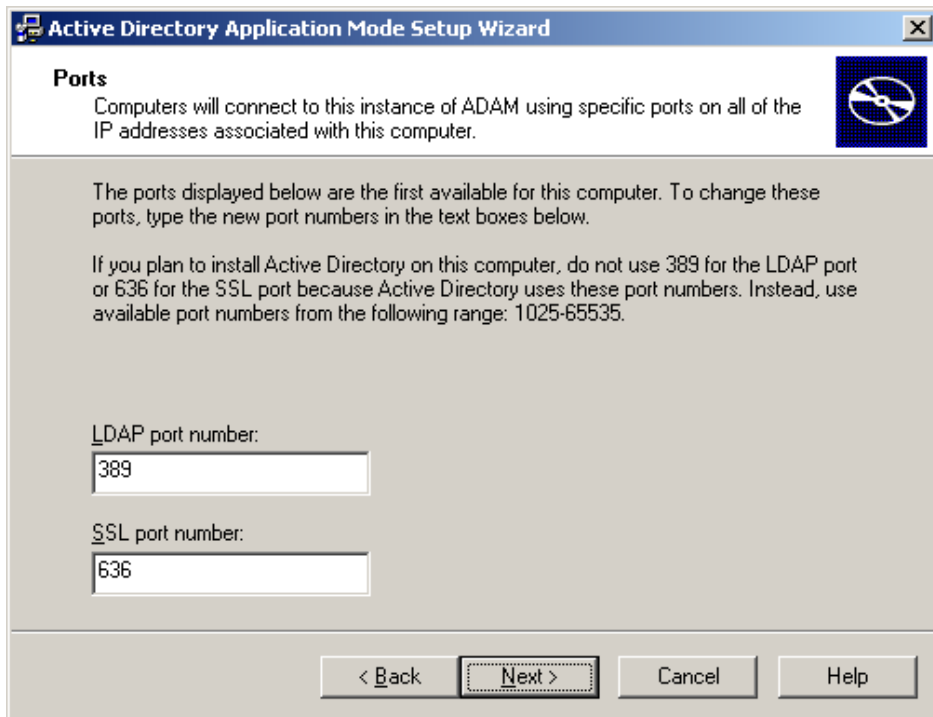 Active Directory Application Mode Setup Wizard
Ports
Computers will connect to this instance of ADAM using specific ports on all of the
IP addresses associated with this computer.
The ports displayed below are the first available for this computer. To change these
ports, type the new port numbers in the text boxes below.
If you plan to install Active Directory on this computer, do not use 389 for the LDAP port
or 636 for the SSL port because Active Directory uses these port numbers. Instead, use
available port numbers from the following range: 1025-65535.
LDAP port number:
389
SSL port number:
636
< Back Next > Cancel Help